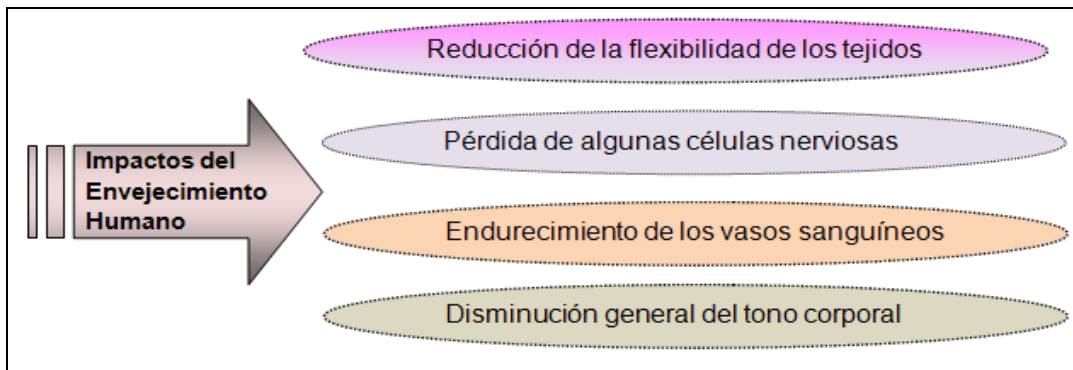 Reducción de la flexibilidad de los tejidos
Pérdida de algunas células nerviosas
Impactos del
Envejecimiento
Humano
Endurecimiento de los vasos sanguíneos
Disminución general del tono corporal